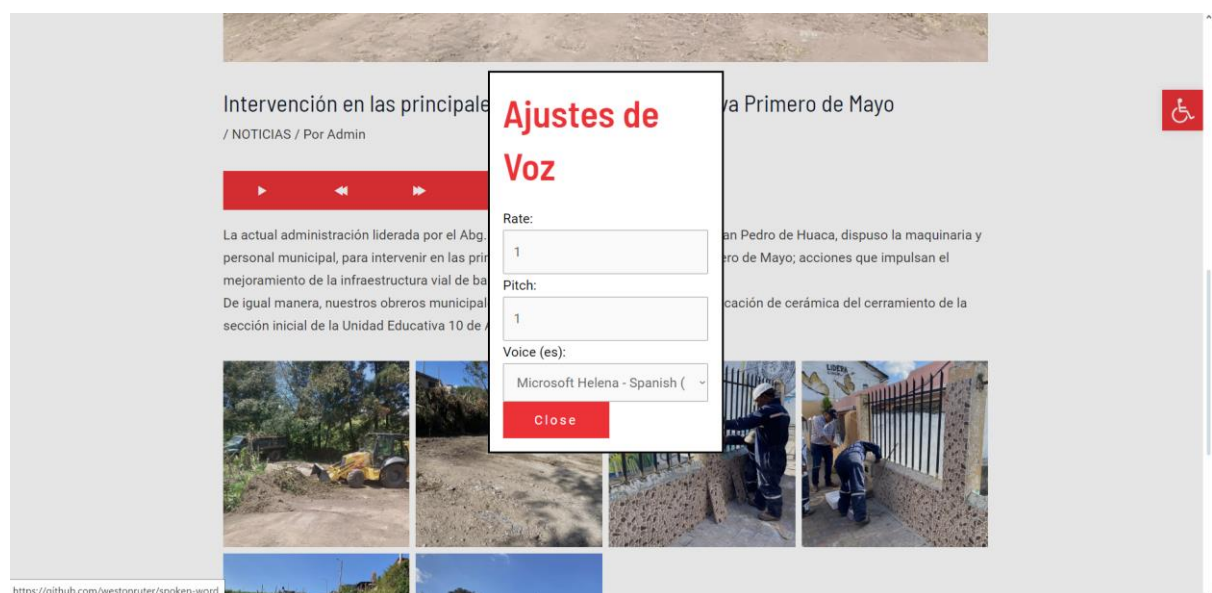 Intervención en las principale
va Primero de Mayo
/ NOTICIAS / Por Admin
Ajustes de
Voz
Rate:
1
Pitch:
1
Voice (es):
Microsoft Helena - Spanish (
Close
La actual administración liderada por el Abg.
an Pedro de Huaca, dispuso la maquinaria y
personal municipal, para intervenir en las prin
ero de Mayo; acciones que impulsan el
mejoramiento de la infraestructura vial de ba
De igual manera, nuestros obreros municipal
cación de cerámica del cerramiento de la
sección inicial de la Unidad Educativa 10 de A
LIDERA
https://github.com/westonruter/spoken-word